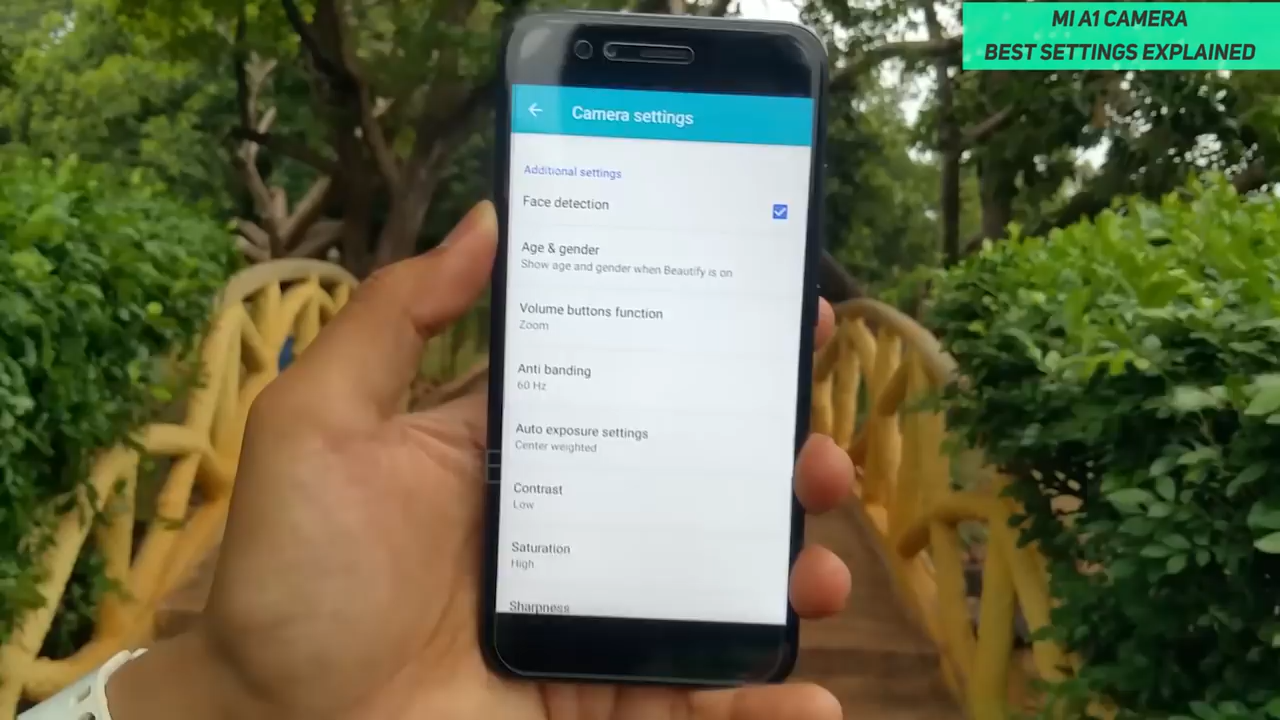 MI A1 CAMERA
BEST SETTINGS EXPLAINED
Camera settings
Additional settings
Face detection
Age & gender
Show age and gender when Beautify is on
Volume buttons function
Zoom
Anti banding
60 Hz
Auto exposure settings
Center weighted
Contrast
Low
Saturation
High
Sharpness